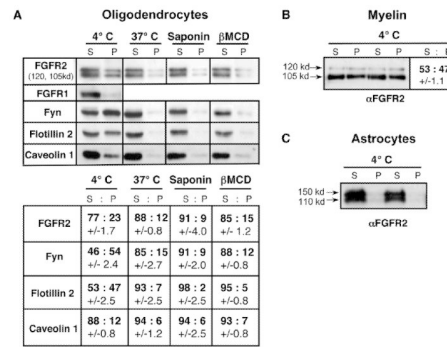 A
Oligodendrocytes
4° C 37° C Saponin βMCD
S P S P S P S P
FGFR2
(120, 105kd)
FGFR1
Fyn
Flotillin 2
Caveolin 1
4° C 37° C Saponin βMCD
S : P S : P S : P S : P
FGFR2 77 : 23 88 : 12 91 : 9 85 : 15
+/-1.7 +/-0.8 +/-4.0 +/- 1.2
Fyn 46 : 54 85 : 15 91 : 9 88 : 12
+/- 2.4 +/-2.7 +/-2.0 +/-0.8
Flotillin 2 53 : 47 93 : 7 98 : 2 95 : 5
+/-2.5 +/-2.5 +/-2.5 +/-0.8
Caveolin 1 88 : 12 94 : 6 94 : 6 93 : 7
+/-0.8 +/-1.2 +/-2.5 +/-0.8
B
Myelin
4° C
S P S P S :
120 kd
105 kd
53 : 47
+/-1.1
αFGFR2
C
Astrocytes
4° C
S P S P
150 kd
110 kd
αFGFR2